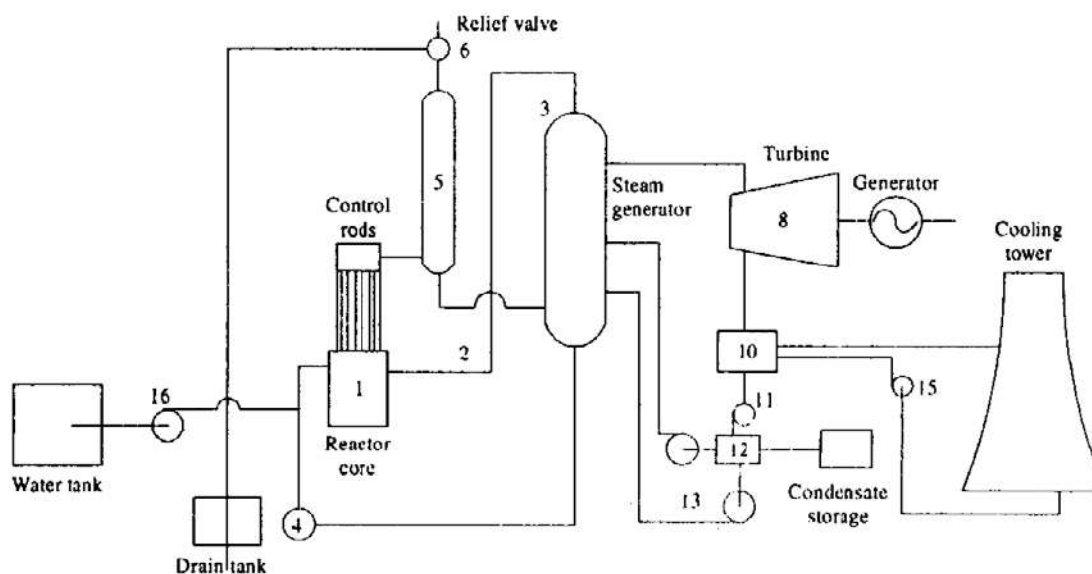 Relief valve
6
3
Turbine
5
Steam
generator
Generator
8
Control
rods
Cooling
tower
2
10
1
16
11
15
Reactor
core
12
Water tank
13
Condensate
storage
4
Drain tank